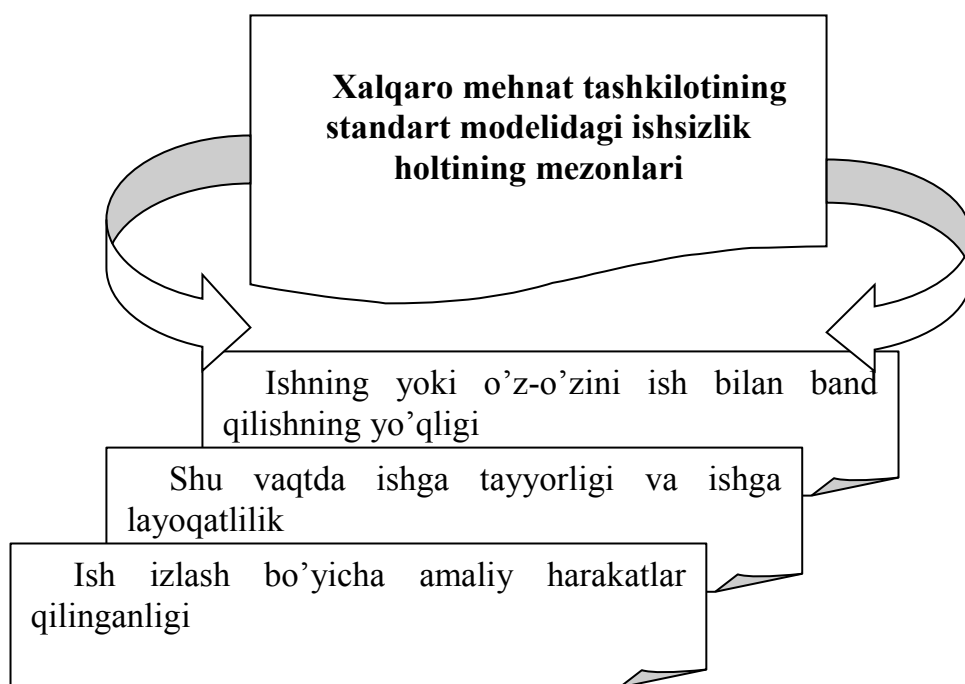 Xalqaro mehnat tashkilotining
standart modelidagi ishsizlik
holtining mezonlari
Ishning yoki o’z-o’zini ish bilan band
qilishning yo’qligi
Shu vaqtda ishga tayyorligi va ishga
layoqatlilik
Ish izlash bo’yicha amaliy harakatlar
qilinganligi